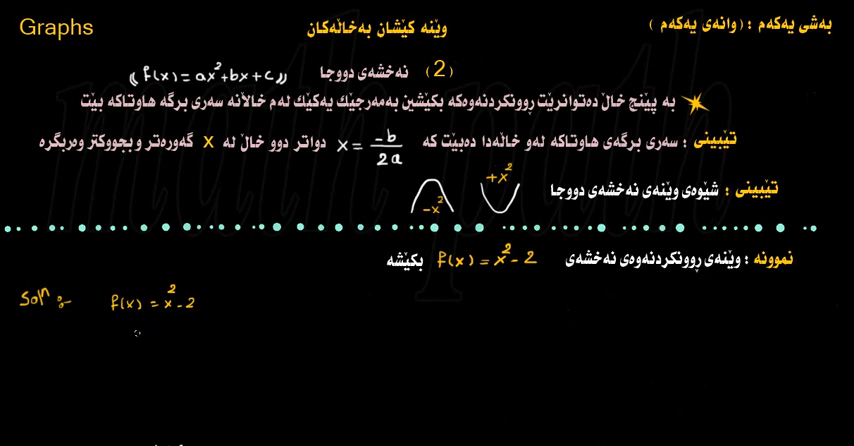 بەشی یەکەم : (وانەی یەکەم ) وێنە کێشان بەخاڵەکان Graphs
(2) نەخشەی دووجا «f(x)=ax²+bx+c»
بە پێنج خاڵ دەتوانرێت ڕوونکردنەوەکە بکێشین بەمەرجێك یەکێك لەم خاڵانە سەری برگە هاوتاکە بێت
تێبینی : سەری برگەی هاوتاکە لەو خاڵەدا دەبێت کە x = -b/2a دواتر دوو خاڵ لە x گەورەتر و بچووکتر وەربگرە
تێبینی : شێوەی وێنەی نەخشەی دووجا +x² -x²
نموونە : وێنەی ڕوونکردنەوەی نەخشەی f(x) = x² - 2 بکێشە
Solⁿ :- f(x) = x² - 2